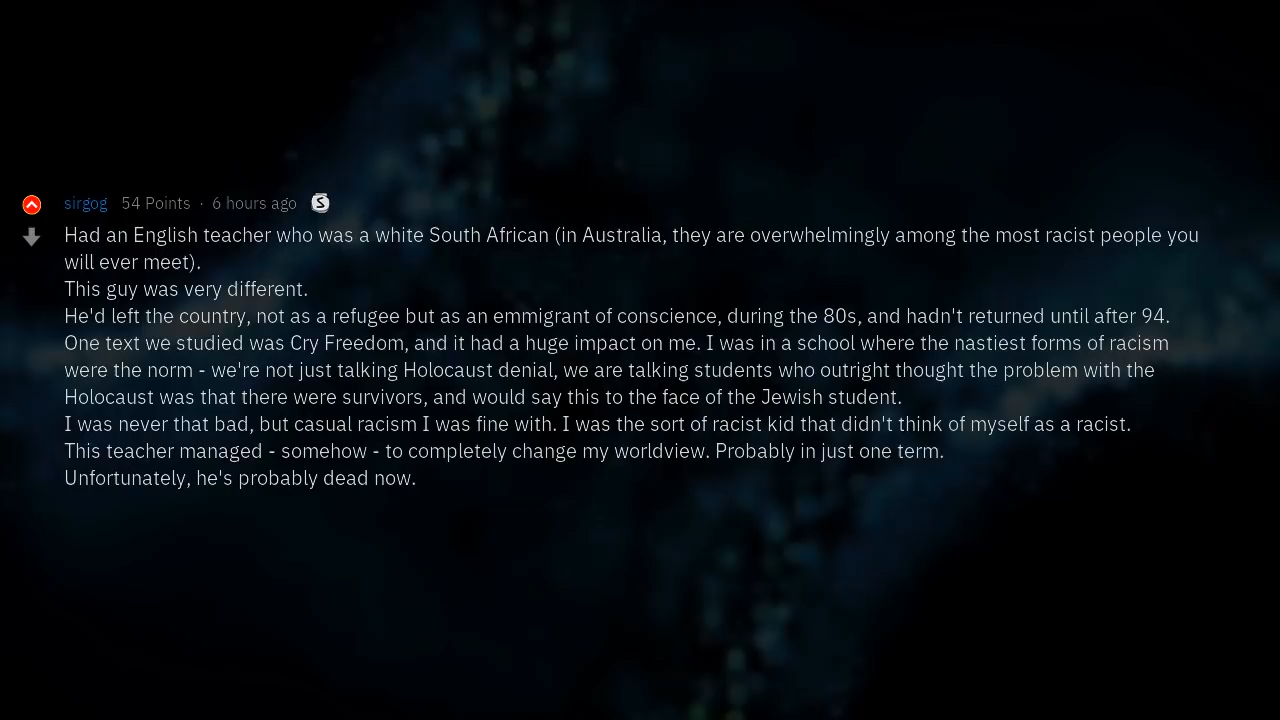 sirgog 54 Points · 6 hours ago S
Had an English teacher who was a white South African (in Australia, they are overwhelmingly among the most racist people you
will ever meet).
This guy was very different.
He'd left the country, not as a refugee but as an emmigrant of conscience, during the 80s, and hadn't returned until after 94.
One text we studied was Cry Freedom, and it had a huge impact on me. I was in a school where the nastiest forms of racism
were the norm - we're not just talking Holocaust denial, we are talking students who outright thought the problem with the
Holocaust was that there were survivors, and would say this to the face of the Jewish student.
I was never that bad, but casual racism I was fine with. I was the sort of racist kid that didn't think of myself as a racist.
This teacher managed - somehow - to completely change my worldview. Probably in just one term.
Unfortunately, he's probably dead now.